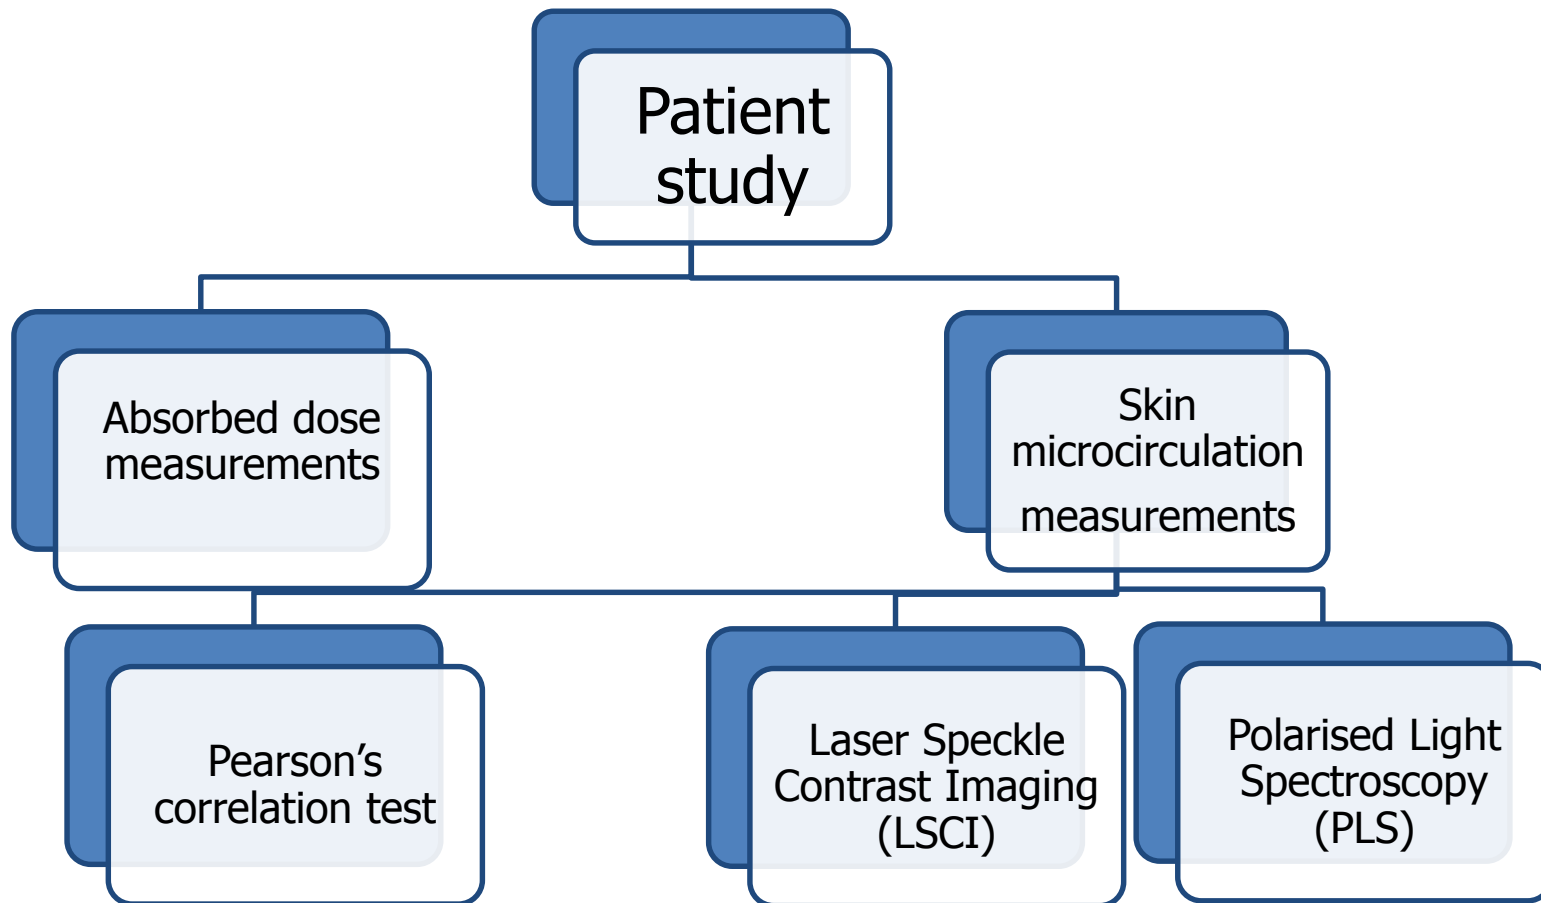 Patient
study
Absorbed dose
measurements
Skin
microcirculation
measurements
Pearson’s
correlation test
Laser Speckle
Contrast Imaging
(LSCI)
Polarised Light
Spectroscopy
(PLS)